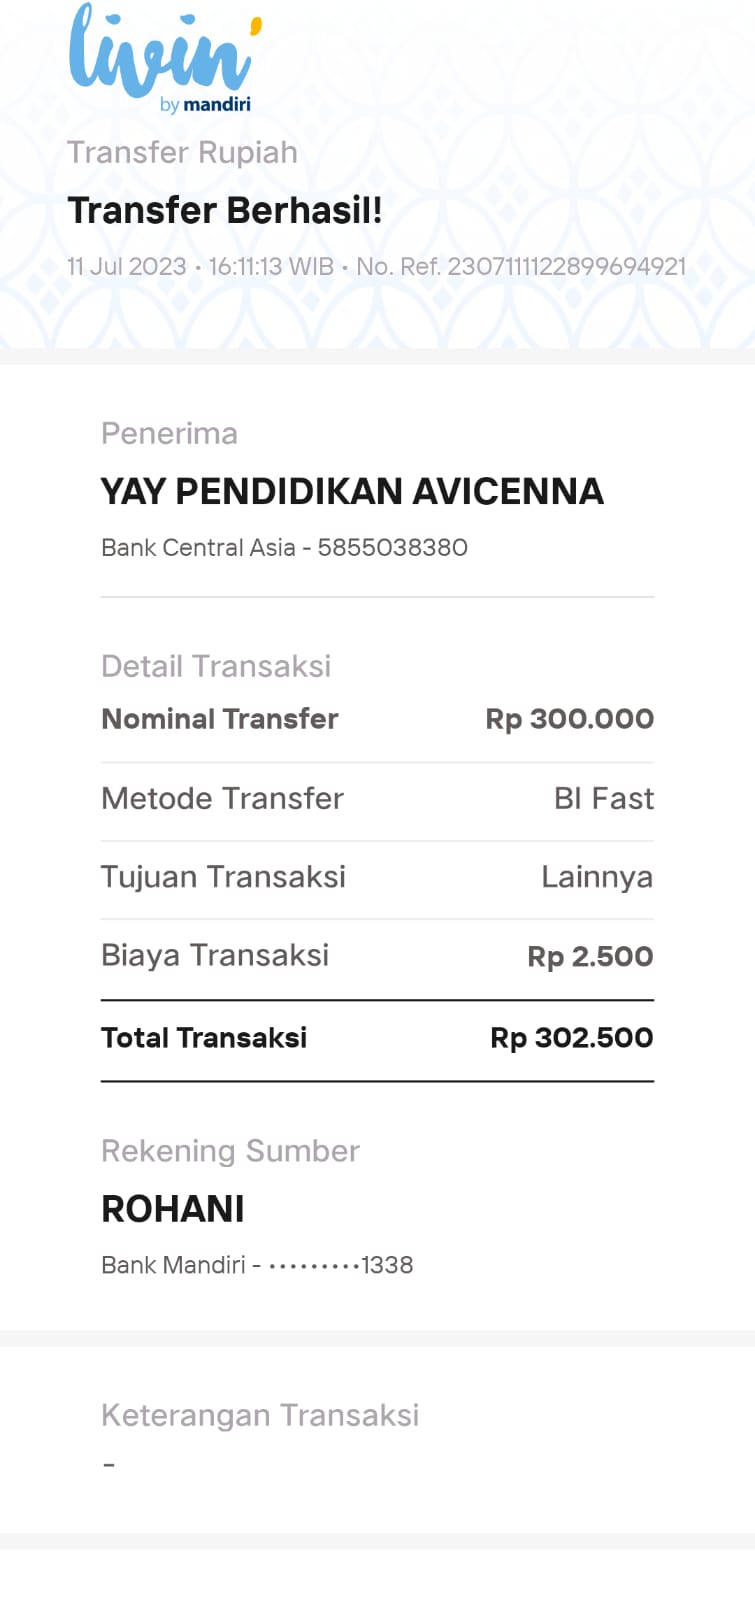 livin'
by mandiri
Transfer Rupiah
Transfer Berhasil!
11 Jul 2023 • 16:11:13 WIB • No. Ref. 2307111122899694921
Penerima
YAY PENDIDIKAN AVICENNA
Bank Central Asia - 5855038380
Detail Transaksi
Nominal Transfer Rp 300.000
Metode Transfer BI Fast
Tujuan Transaksi Lainnya
Biaya Transaksi Rp 2.500
Total Transaksi Rp 302.500
Rekening Sumber
ROHANI
Bank Mandiri - •••••••••1338
Keterangan Transaksi
-